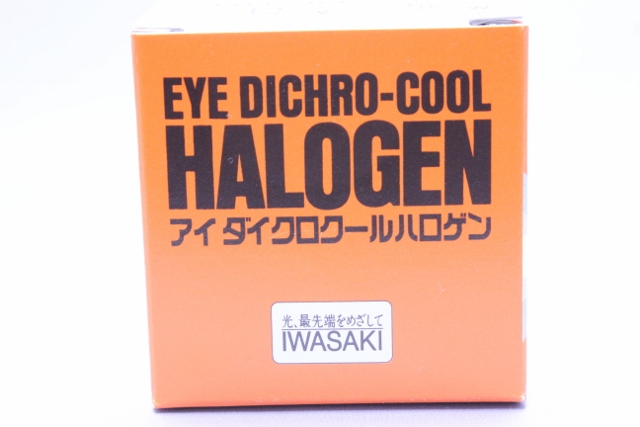 EYE DICHRO-COOL
HALOGEN
アイ ダイクロクールハロゲン
光、最先端をめざして
IWASAKI